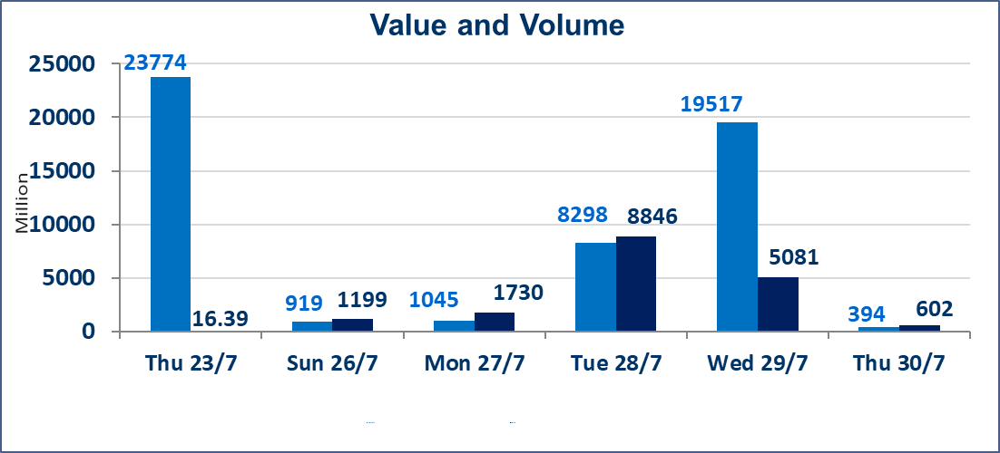 Value and Volume
Million
25000
20000
15000
10000
5000
0
23774
16.39
919
1199
1045
1730
8298
8846
19517
5081
394
602
Thu 23/7
Sun 26/7
Mon 27/7
Tue 28/7
Wed 29/7
Thu 30/7